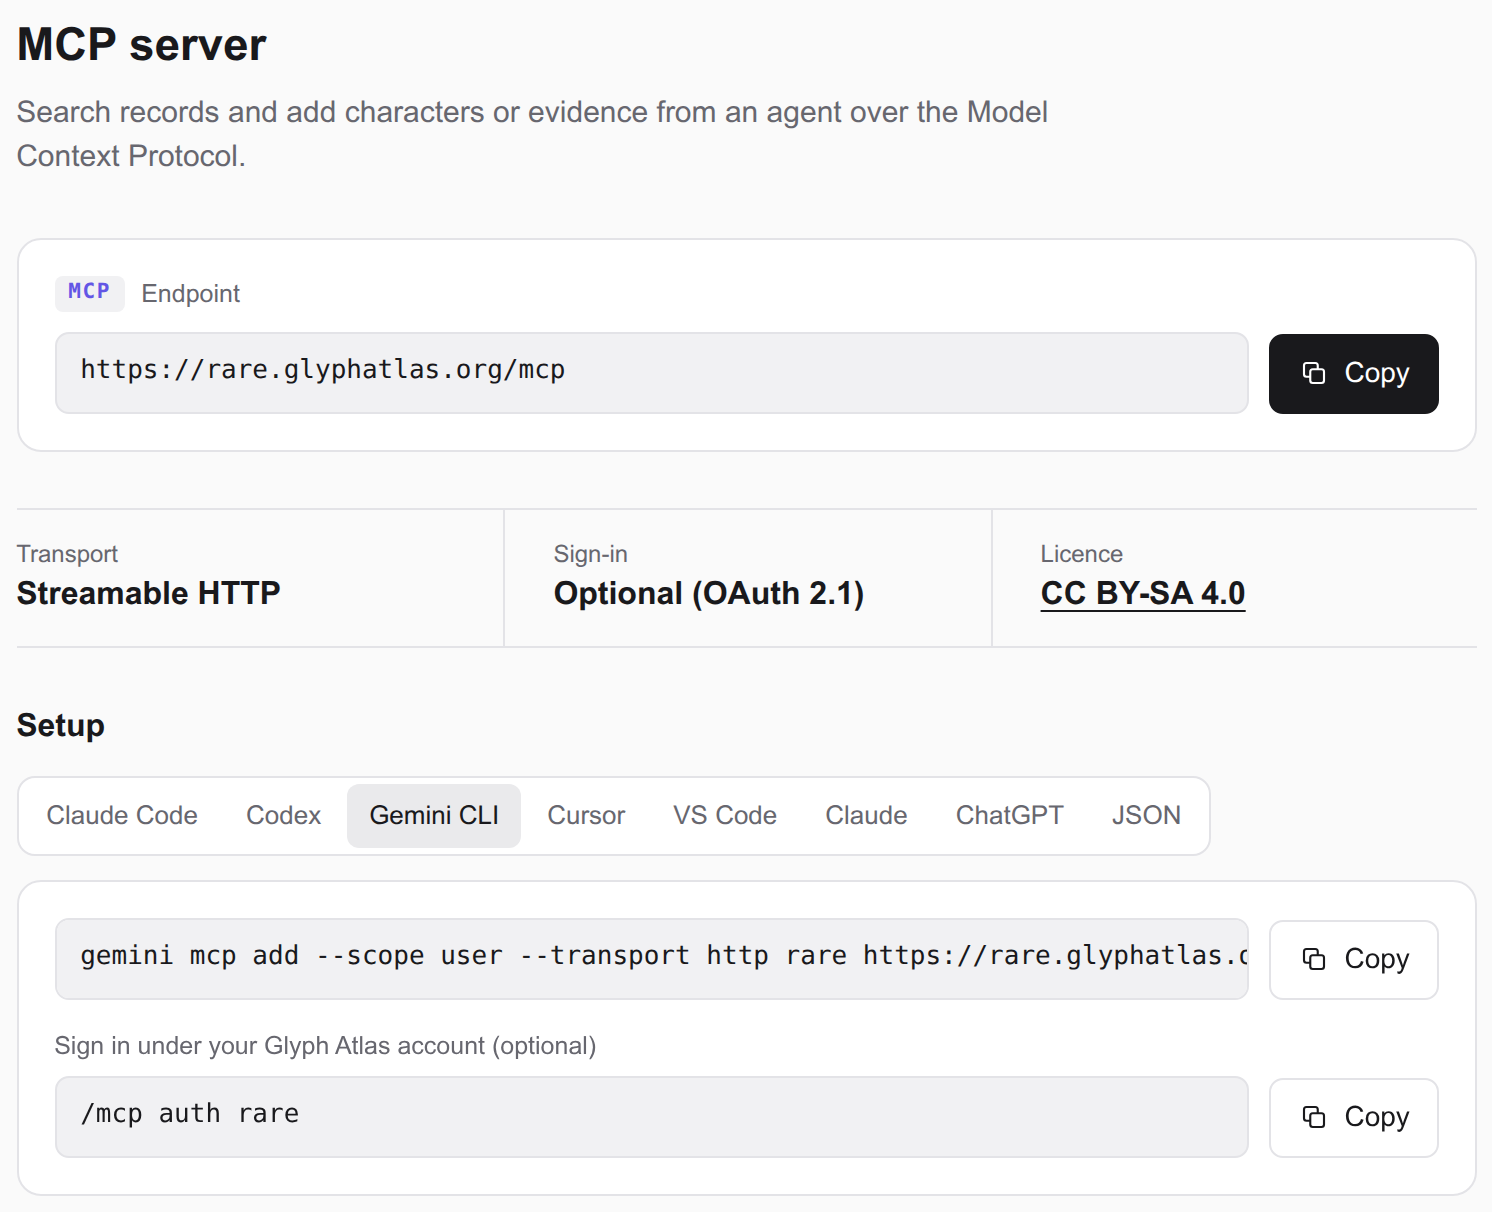 MCP server
Search records and add characters or evidence from an agent over the Model
Context Protocol.
MCP Endpoint
https://rare.glyphatlas.org/mcp
Copy
Transport
Streamable HTTP
Sign-in
Optional (OAuth 2.1)
Licence
CC BY-SA 4.0
Setup
Claude Code Codex Gemini CLI Cursor VS Code Claude ChatGPT JSON
gemini mcp add --scope user --transport http rare https://rare.glyphatlas.
Copy
Sign in under your Glyph Atlas account (optional)
/mcp auth rare
Copy